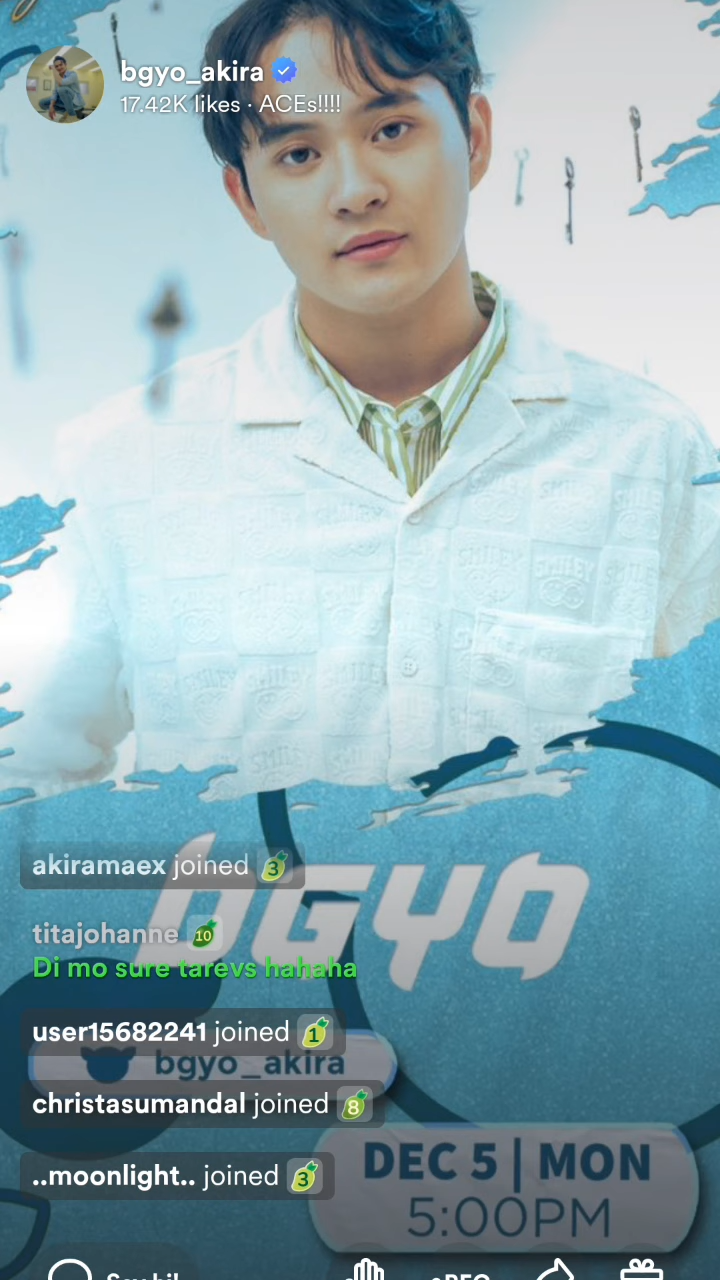 bgyo_akira
17.42K likes · ACEs!!!!
akiramaex joined 3
BGYO
titajohanne 10
Di mo sure tarevs hahaha
user15682241 joined 1
bgyo_akira
christasumandal joined 8
DEC 5 | MON
..moonlight.. joined 3
5:00PM